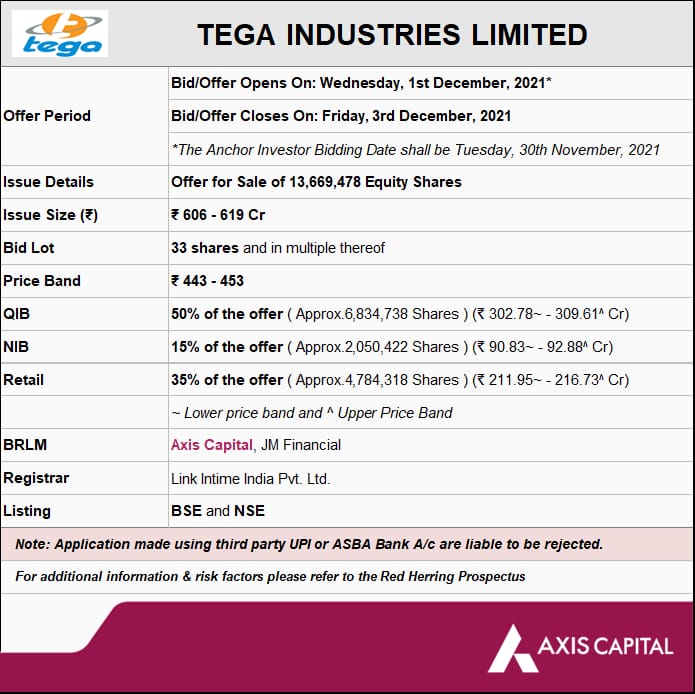 tega
TEGA INDUSTRIES LIMITED
Offer Period
Bid/Offer Opens On: Wednesday, 1st December, 2021*
Bid/Offer Closes On: Friday, 3rd December, 2021
*The Anchor Investor Bidding Date shall be Tuesday, 30th November, 2021
Issue Details
Offer for Sale of 13,669,478 Equity Shares
Issue Size (₹)
₹ 606 - 619 Cr
Bid Lot
33 shares and in multiple thereof
Price Band
₹ 443 - 453
QIB
50% of the offer ( Approx.6,834,738 Shares ) (₹ 302.78~ - 309.61^ Cr)
NIB
15% of the offer ( Approx.2,050,422 Shares ) (₹ 90.83~ - 92.88^ Cr)
Retail
35% of the offer ( Approx.4,784,318 Shares ) (₹ 211.95~ - 216.73^ Cr)
~ Lower price band and ^ Upper Price Band
BRLM
Axis Capital, JM Financial
Registrar
Link Intime India Pvt. Ltd.
Listing
BSE and NSE
Note: Application made using third party UPI or ASBA Bank A/c are liable to be rejected.
For additional information & risk factors please refer to the Red Herring Prospectus
AXIS CAPITAL